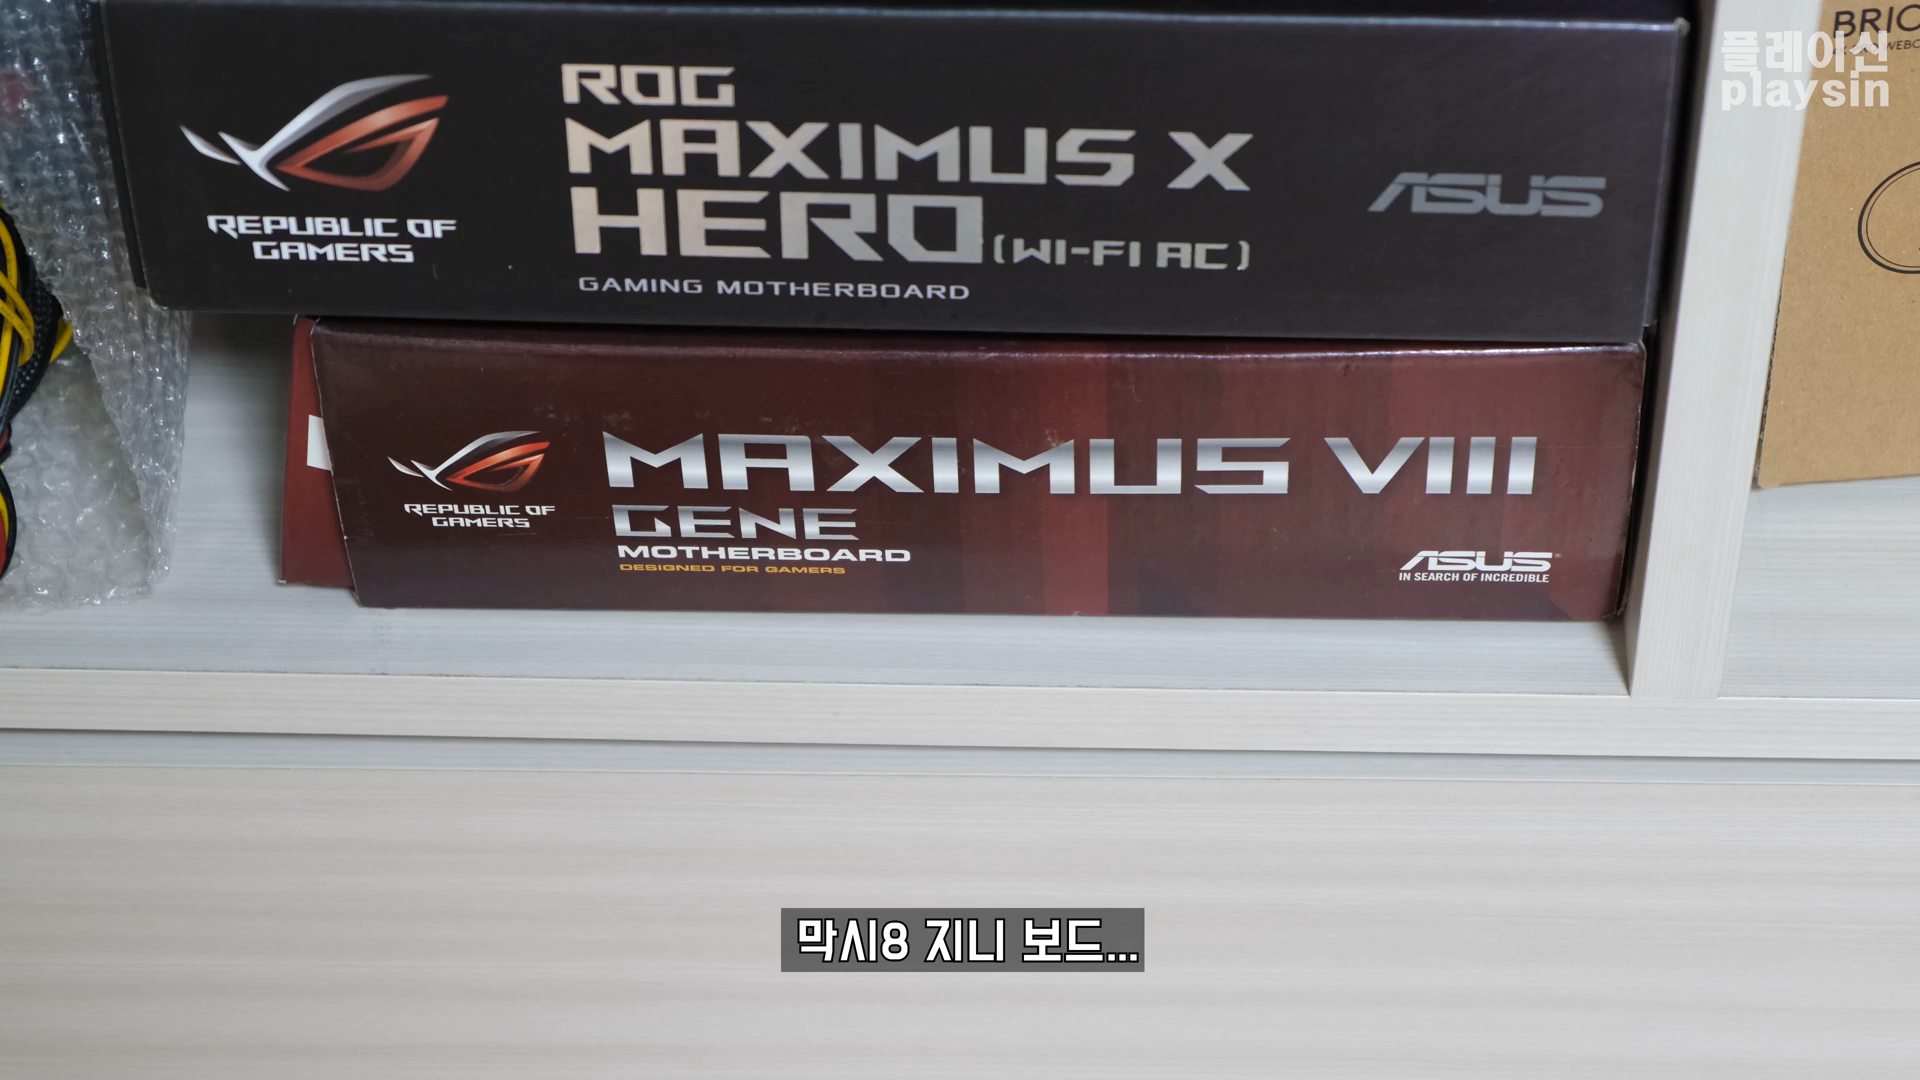 플레이신
playsin
ROG
MAXIMUS X
HERO (WI-FI AC)
GAMING MOTHERBOARD
REPUBLIC OF
GAMERS
ASUS
MAXIMUS VIII
GENE
MOTHERBOARD
DESIGNED FOR GAMERS
REPUBLIC OF
GAMERS
ASUS
IN SEARCH OF INCREDIBLE
막시8 지니 보드...